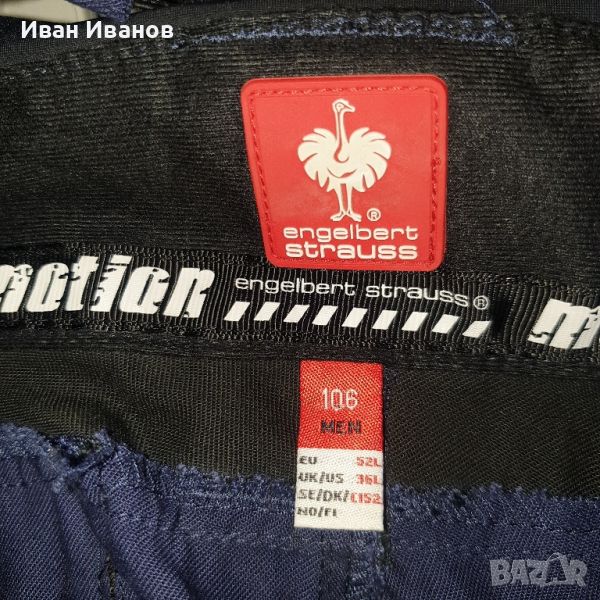 Иван Иванов
engelbert
strauss
®
motion engelbert strauss® m
106
MEN
EU 52L
UK/US 36L
SE/DK/ C152
NO/FI
BAZAR